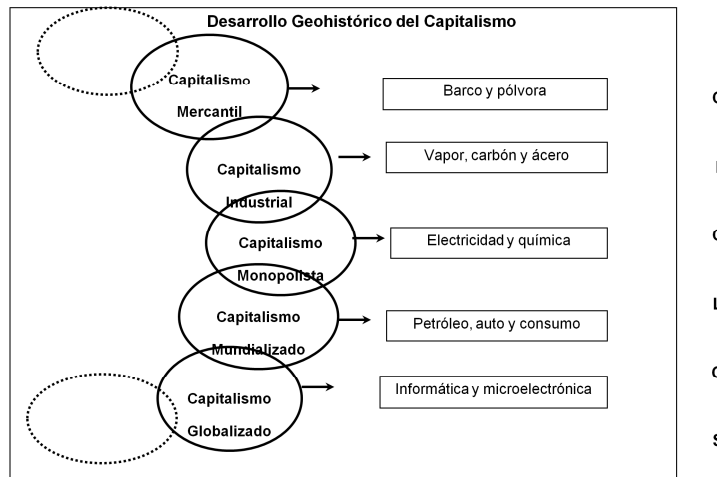 Desarrollo Geohistórico del Capitalismo
Capitalismo
Mercantil
Barco y pólvora
Capitalismo
Industrial
Vapor, carbón y ácero
Capitalismo
Monopolista
Electricidad y química
Capitalismo
Mundializado
Petróleo, auto y consumo
Capitalismo
Globalizado
Informática y microelectrónica